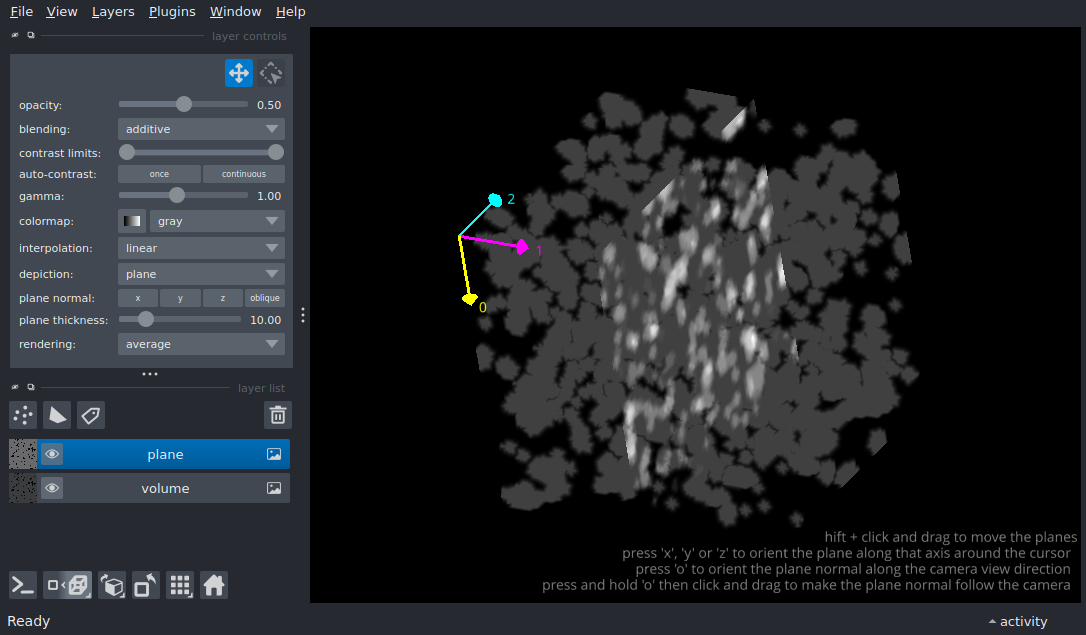 File View Layers Plugins Window Help
layer controls
opacity: 0.50
blending: additive
contrast limits:
auto-contrast: once continuous
gamma: 1.00
colormap: gray
interpolation: linear
depiction: plane
plane normal: x y z oblique
plane thickness: 10.00
rendering: average
layer list
plane
volume
2
1
0
hift + click and drag to move the planes
press 'x', 'y' or 'z' to orient the plane along that axis around the cursor
press 'o' to orient the plane normal along the camera view direction
press and hold 'o' then click and drag to make the plane normal follow the camera
Ready
activity